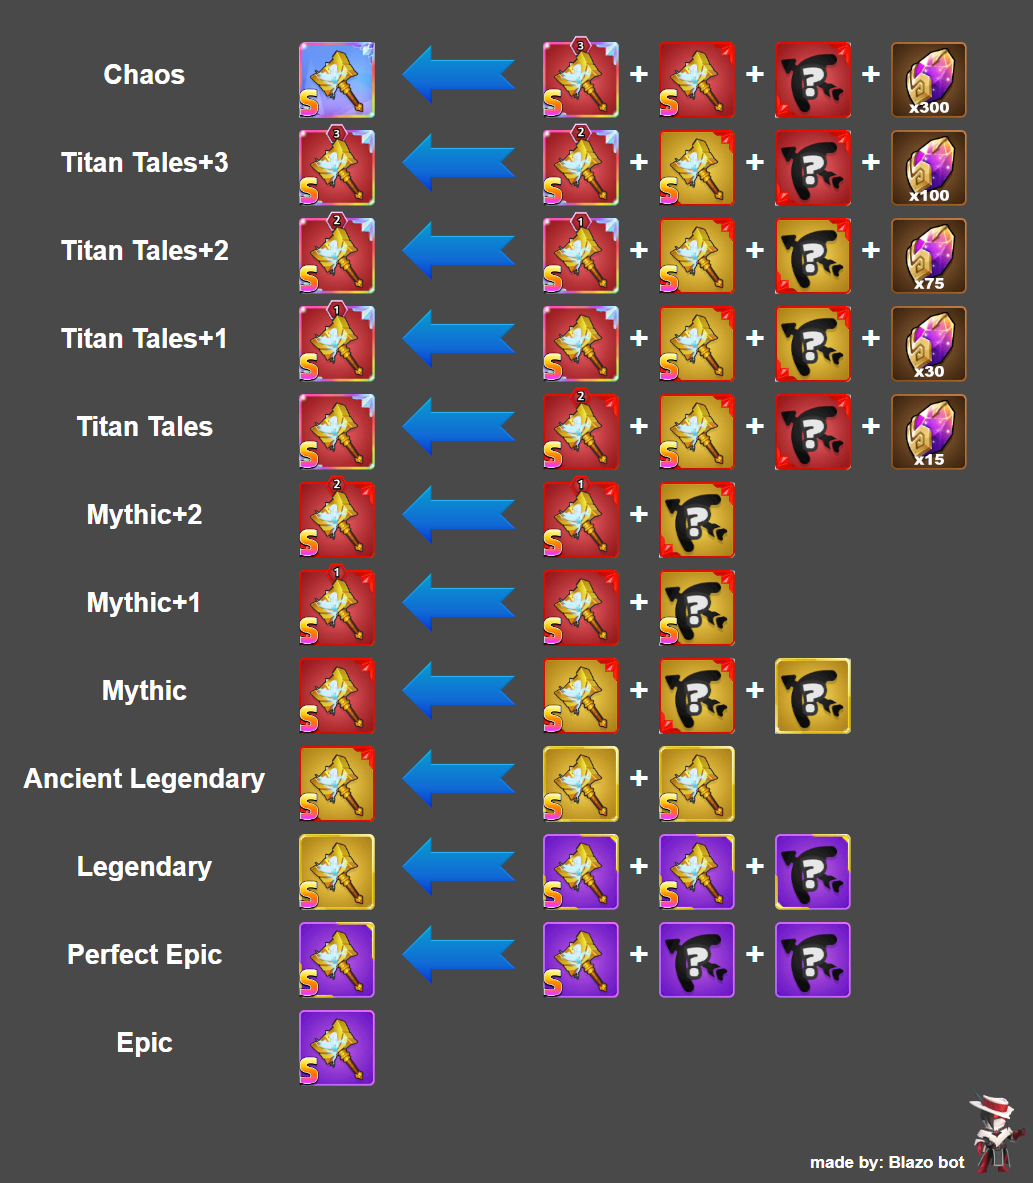 Chaos S 3 S + S + ? + x300
Titan Tales+3 3 S 2 S + S + ? + x100
Titan Tales+2 2 S 1 S + S + ? + x75
Titan Tales+1 1 S S + S + ? + x30
Titan Tales S 2 S + S + ? + x15
Mythic+2 2 S 1 S + ?
Mythic+1 1 S S + S ?
Mythic S S + ? + ?
Ancient Legendary S S + S
Legendary S S + S + ?
Perfect Epic S S + ? + ?
Epic S
made by: Blazo bot